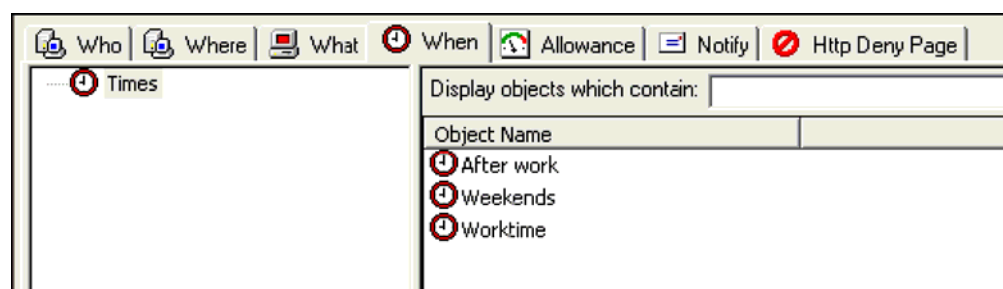 Who Where What When Allowance Notify Http Deny Page
Times
Display objects which contain:
Object Name
After work
Weekends
Worktime